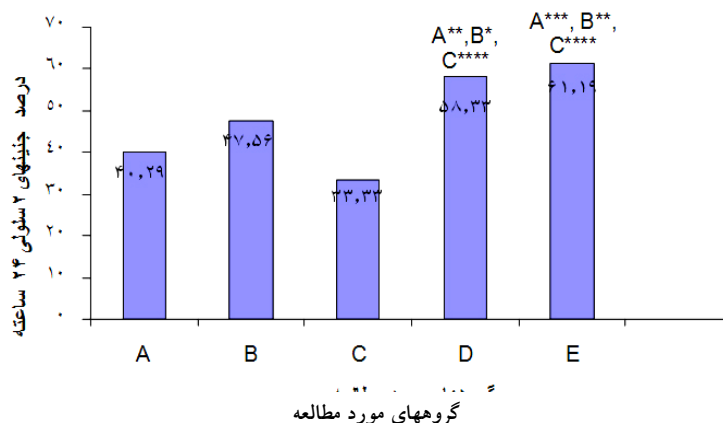 ۷۰
۶۰
۵۰
۴۰
۳۰
۲۰
۱۰
۰
درصد جنینهای ۲ سلولی ۲۴ ساعته
A**,B*,
C****
A***,B**,
C****
۴۰,۲۹
۴۷,۵۶
۳۳,۳۳
۵۸,۳۳
۶۱,۱۹
A B C D E
گروههای مورد مطالعه